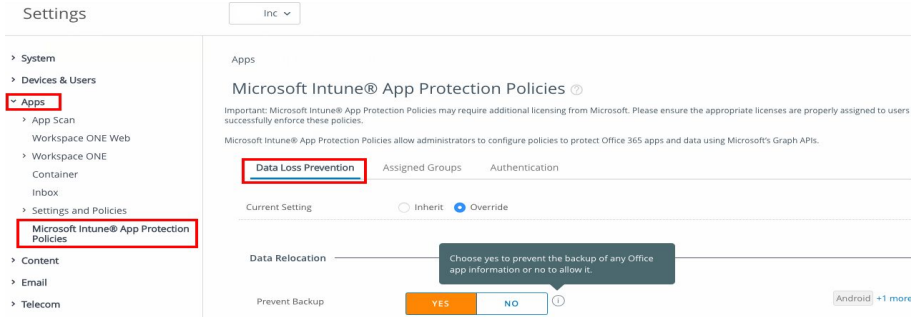 Settings
Inc
System
Devices & Users
Apps
App Scan
Workspace ONE Web
Workspace ONE
Container
Inbox
Settings and Policies
Microsoft Intune® App Protection
Policies
Content
Email
Telecom
Apps
Microsoft Intune® App Protection Policies
Important: Microsoft Intune® App Protection Policies may require additional licensing from Microsoft. Please ensure the appropriate licenses are properly assigned to users
successfully enforce these policies.
Microsoft Intune® App Protection Policies allow administrators to configure policies to protect Office 365 apps and data using Microsoft's Graph APIs.
Data Loss Prevention Assigned Groups Authentication
Current Setting Inherit Override
Choose yes to prevent the backup of any Office
app information or no to allow it.
Data Relocation
Prevent Backup YES NO Android +1 more